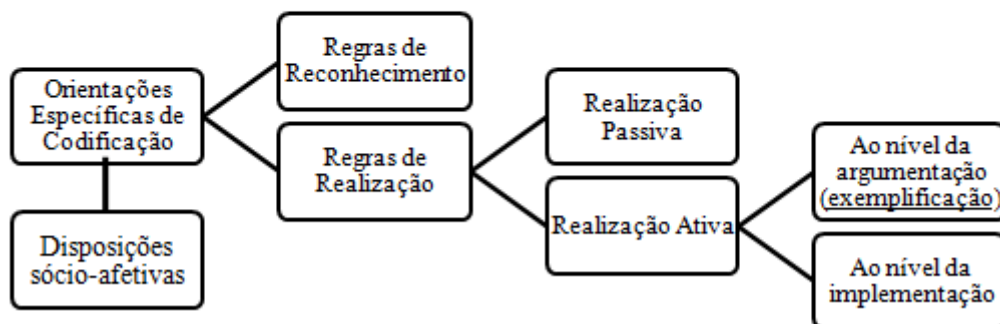 Orientações
Específicas de
Codificação
Disposições
sócio-afetivas
Regras de
Reconhecimento
Regras de
Realização
Realização
Passiva
Realização Ativa
Ao nível da
argumentação
(exemplificação)
Ao nível da
implementação